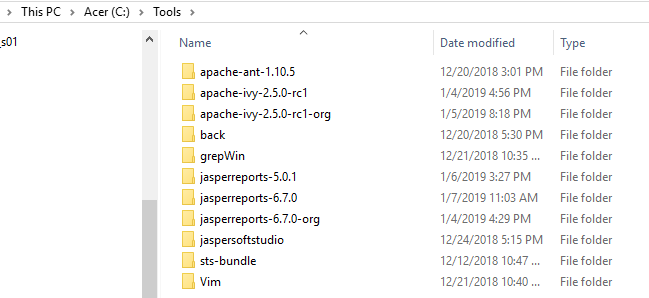 This PC > Acer (C:) > Tools >
_s01
Name Date modified Type
apache-ant-1.10.5 12/20/2018 3:01 PM File folder
apache-ivy-2.5.0-rc1 1/4/2019 4:56 PM File folder
apache-ivy-2.5.0-rc1-org 1/5/2019 8:18 PM File folder
back 12/20/2018 5:30 PM File folder
grepWin 12/21/2018 10:35 ... File folder
jasperreports-5.0.1 1/6/2019 3:27 PM File folder
jasperreports-6.7.0 1/7/2019 11:03 AM File folder
jasperreports-6.7.0-org 1/4/2019 4:29 PM File folder
jaspersoftstudio 12/24/2018 5:15 PM File folder
sts-bundle 12/12/2018 10:47 ... File folder
Vim 12/21/2018 10:40 ... File folder